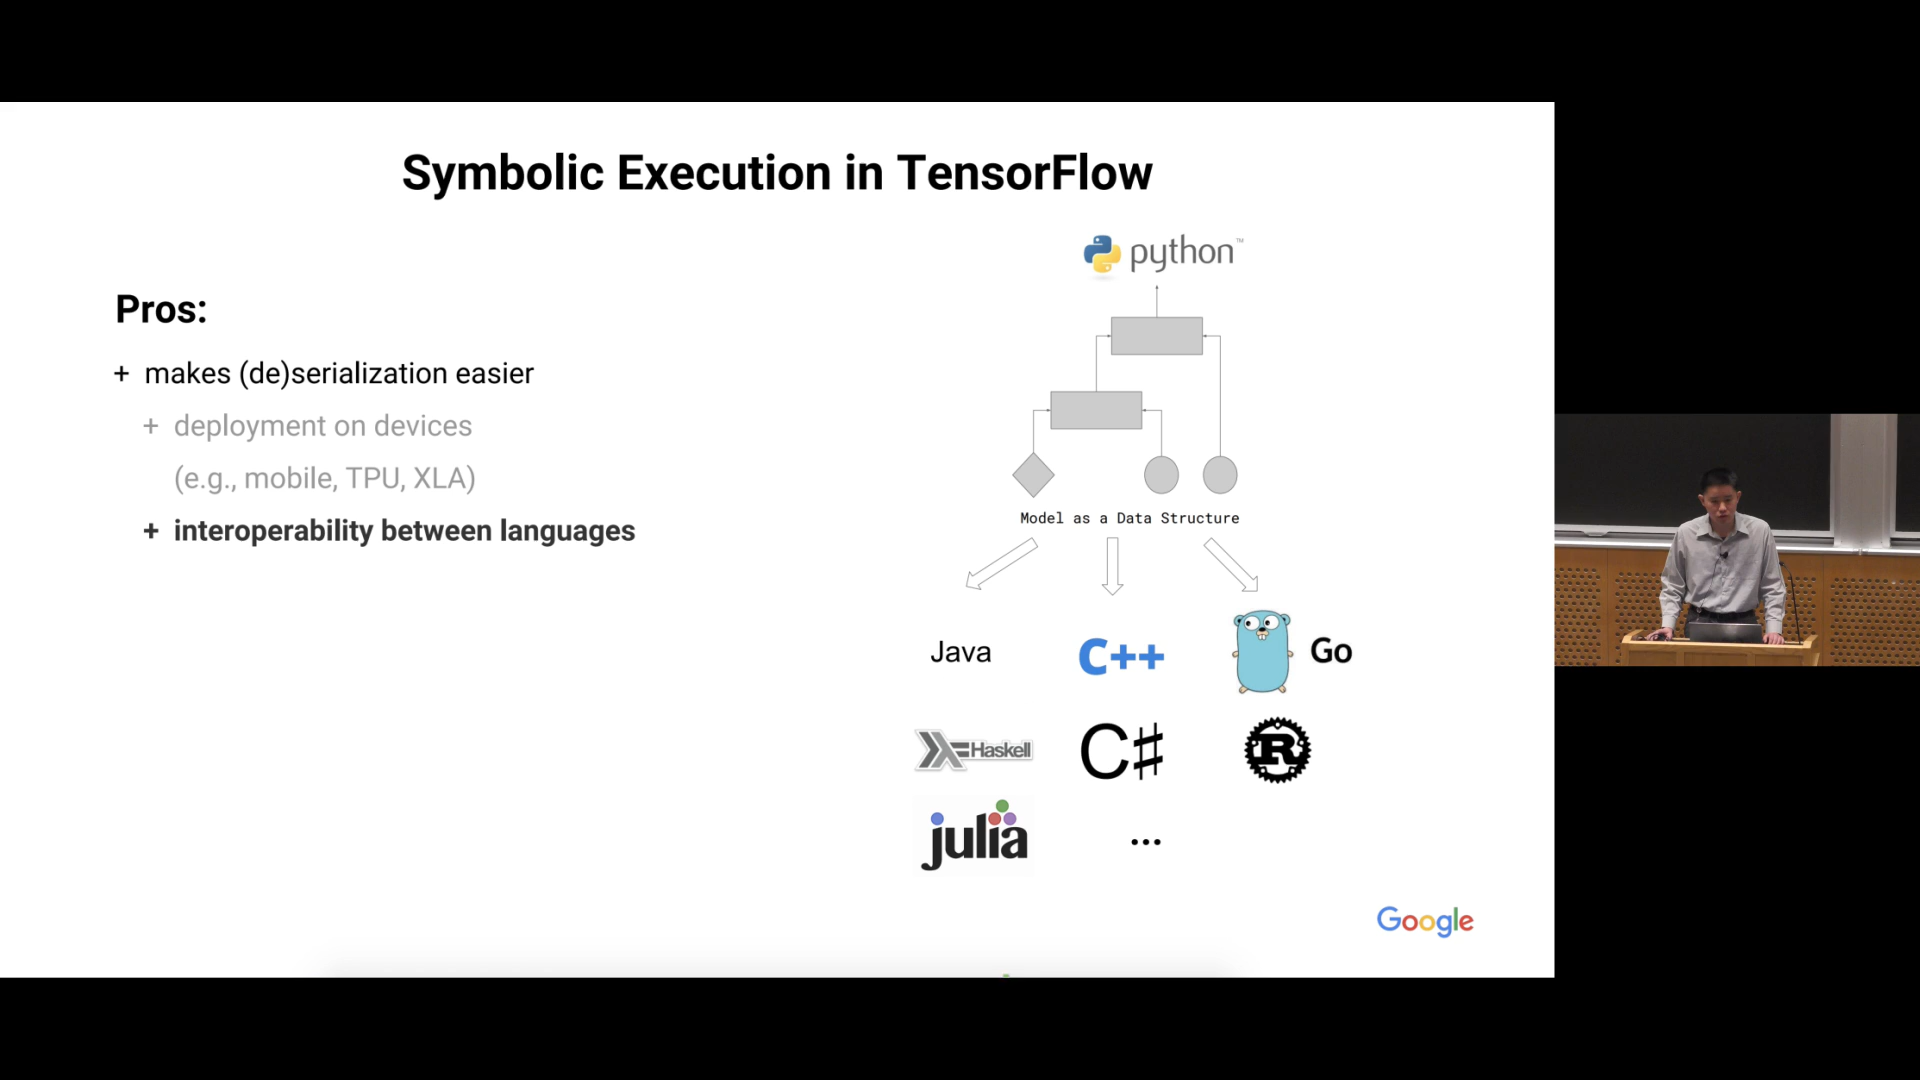 Symbolic Execution in TensorFlow
Pros:
+ makes (de)serialization easier
+ deployment on devices
(e.g., mobile, TPU, XLA)
+ interoperability between languages
python™
Model as a Data Structure
Java
C++
Go
Haskell
C#
R
julia
...
Google